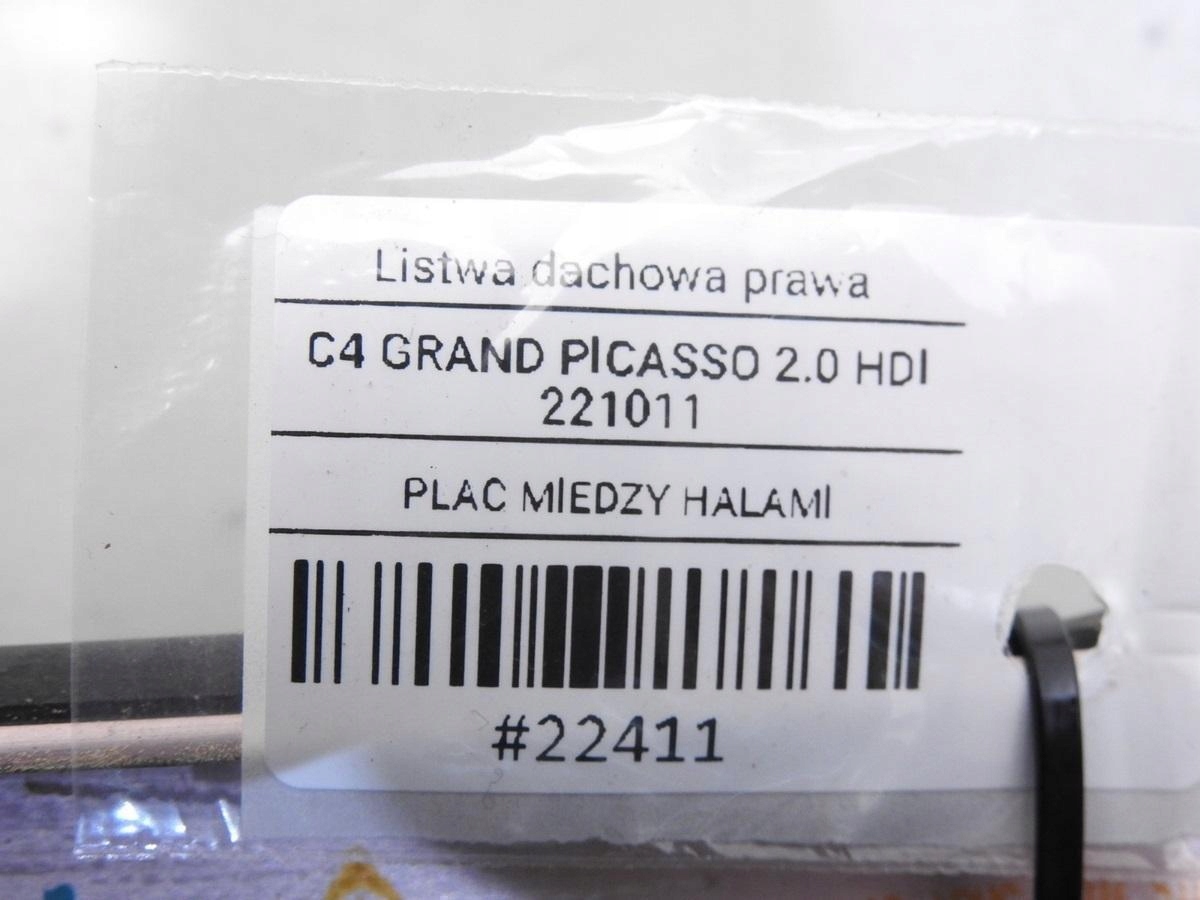 Listwa dachowa prawa
C4 GRAND PICASSO 2.0 HDI
221011
PLAC MIEDZY HALAMI
#22411